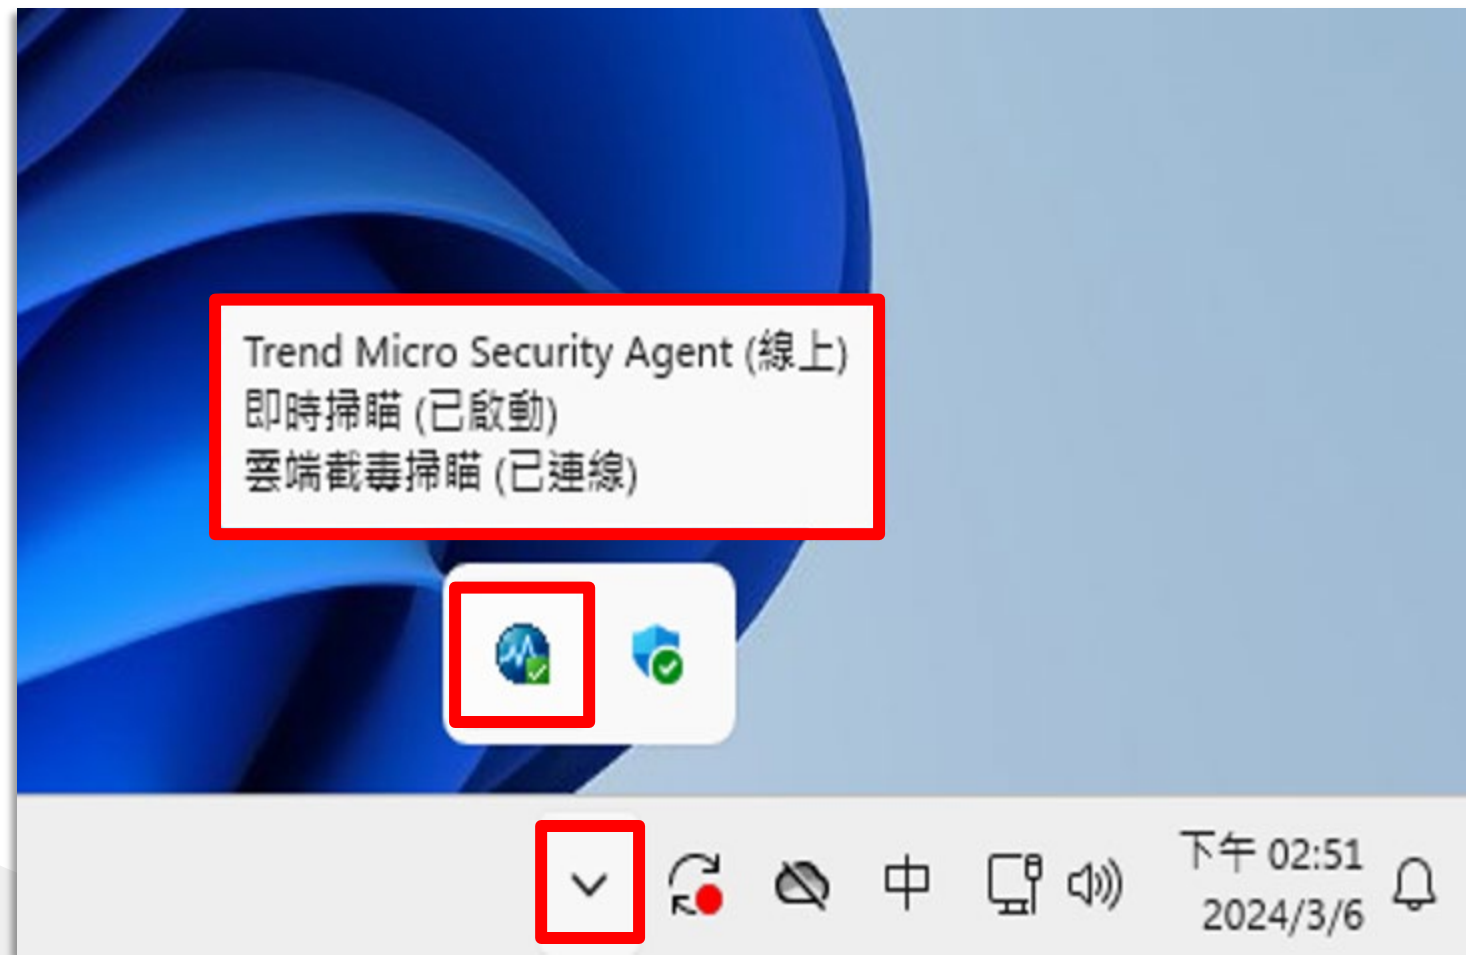 Trend Micro Security Agent (線上)
即時掃瞄 (已啟動)
雲端截毒掃瞄 (已連線)
中
下午 02:51
2024/3/6